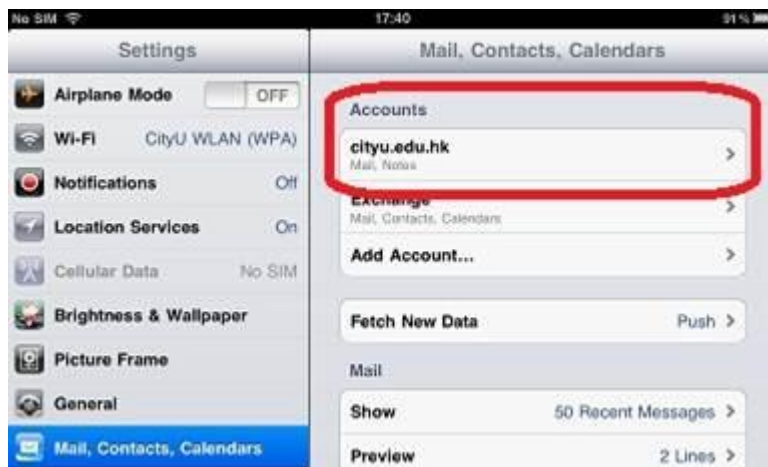 No SIM 17:40 91%
Settings
Mail, Contacts, Calendars
Airplane Mode OFF
Wi-Fi CityU WLAN (WPA)
Notifications Off
Location Services On
Cellular Data No SIM
Brightness & Wallpaper
Picture Frame
General
Mail, Contacts, Calendars
Accounts
cityu.edu.hk
Mail, Notes
Exchange
Mail, Contacts, Calendars
Add Account...
Fetch New Data Push
Mail
Show 50 Recent Messages
Preview 2 Lines